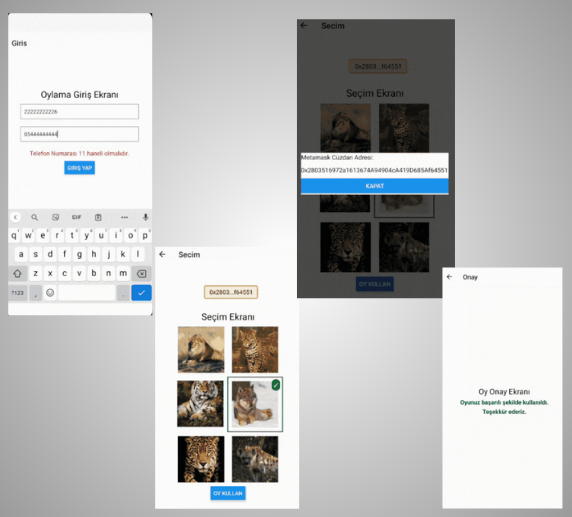 Giris
Oylama Giriş Ekranı
22222222226
05444444444
Telefon Numarası 11 haneli olmalıdır.
GİRİŞ YAP
GIF
q w e r t y u i o p
a s d f g h j k l
z x c v b n m
?123 , .
Secim
0x2803...f64551
Seçim Ekranı
OY KULLAN
Secim
0x2803...f64551
Seçim Ekranı
Metamask Cüzdan Adresi:
0x2803516972a1613674A94904cA419D685Af64551
KAPAT
OY KULLAN
Onay
Oy Onay Ekranı
Oyunuz başarılı şekilde kullanıldı.
Teşekkür ederiz.